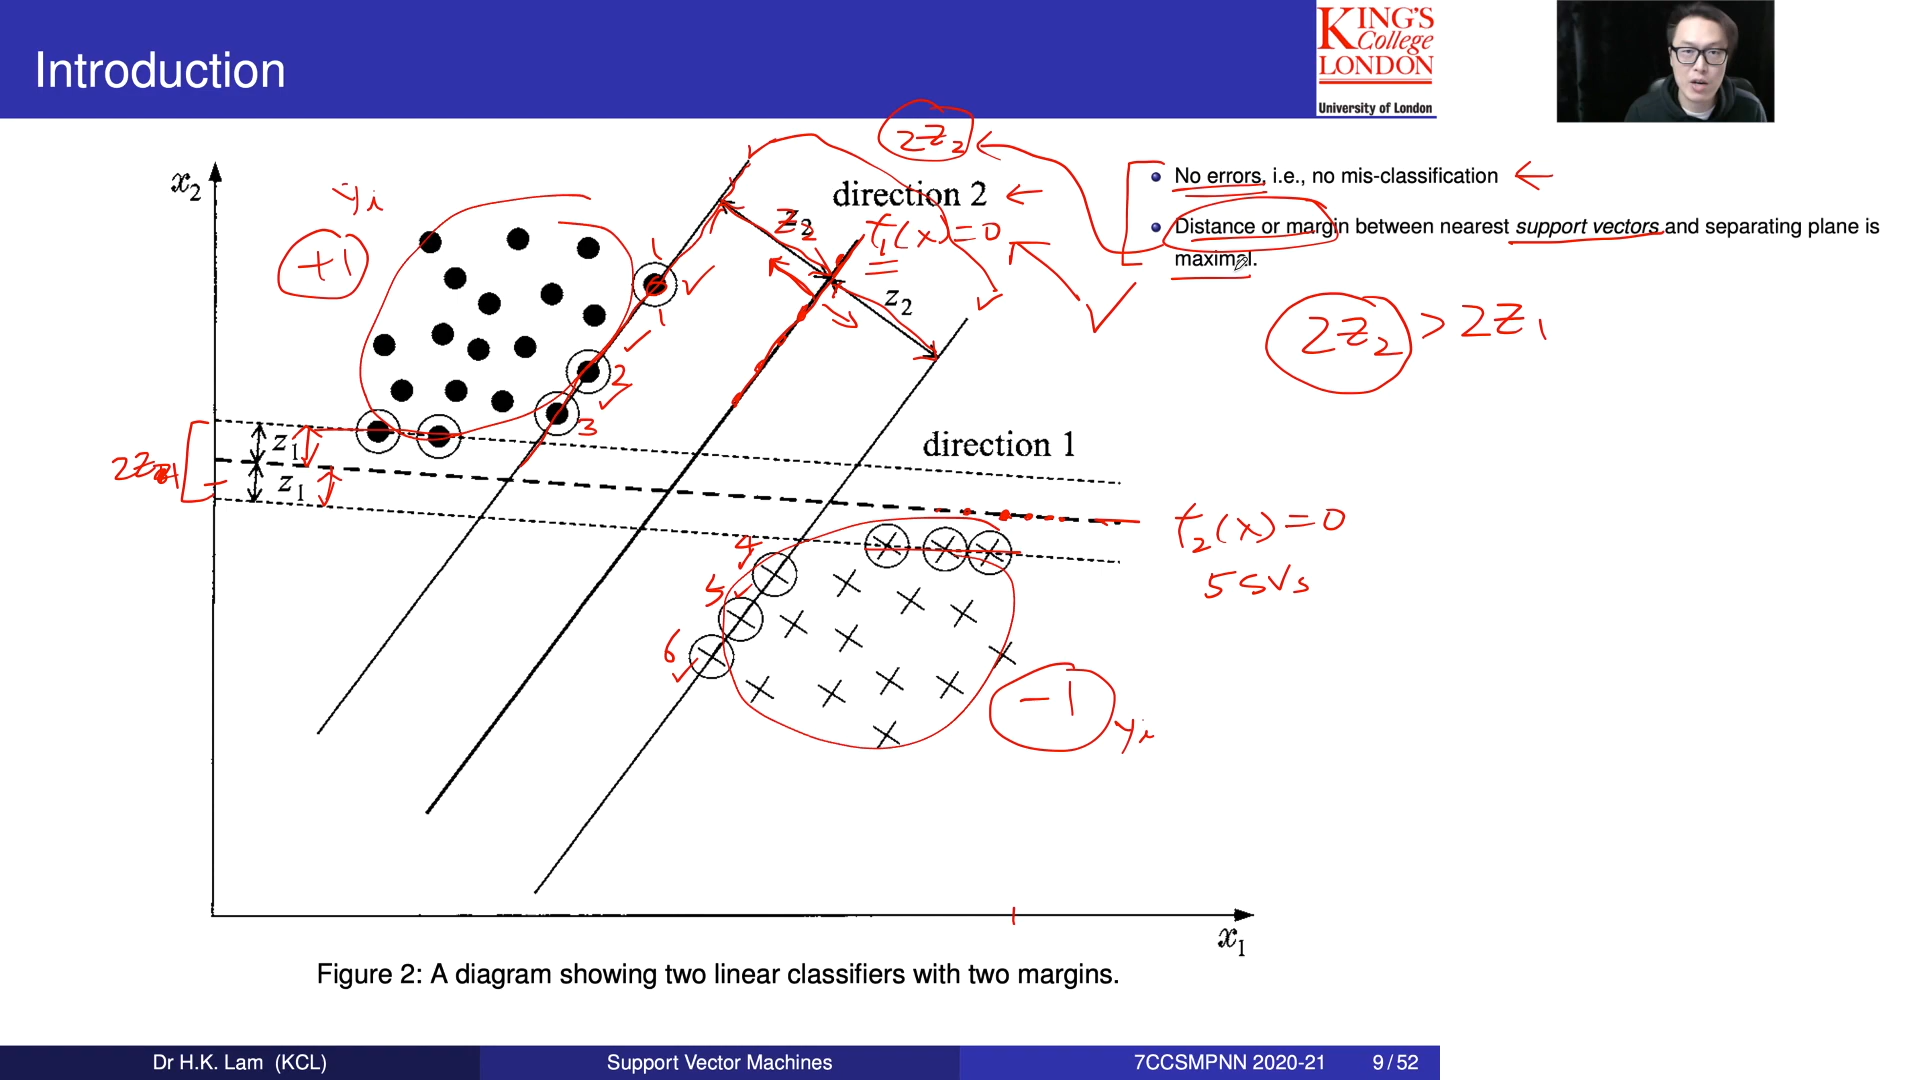 Introduction
KING'S
College
LONDON
University of London
No errors, i.e., no mis-classification
Distance or margin between nearest support vectors and separating plane is
maximal.
2z₂
x₂
yᵢ
+1
direction 2
z₂
z₂
f₁(x)=0
z₂
1
1
2
3
2z₂ > 2z₁
direction 1
z₁
z₁
2z₁
f₂(x)=0
5 SVs
4
5
6
-1
yᵢ
x₁
Figure 2: A diagram showing two linear classifiers with two margins.
Dr H.K. Lam (KCL)
Support Vector Machines
7CCSMPNN 2020-21
9 / 52